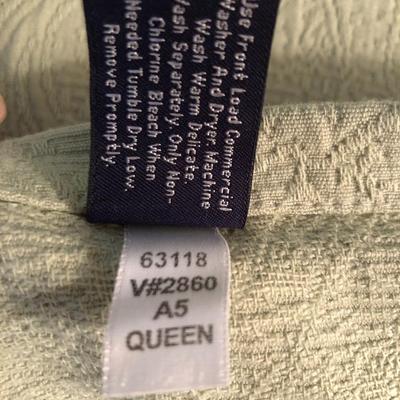 Use Front Load Commercial
Washer And Dryer. Machine
Wash Warm Delicate.
Wash Separately. Only Non-
Chlorine Bleach When
Needed. Tumble Dry Low.
Remove Promptly.
63118
V#2860
A5
QUEEN